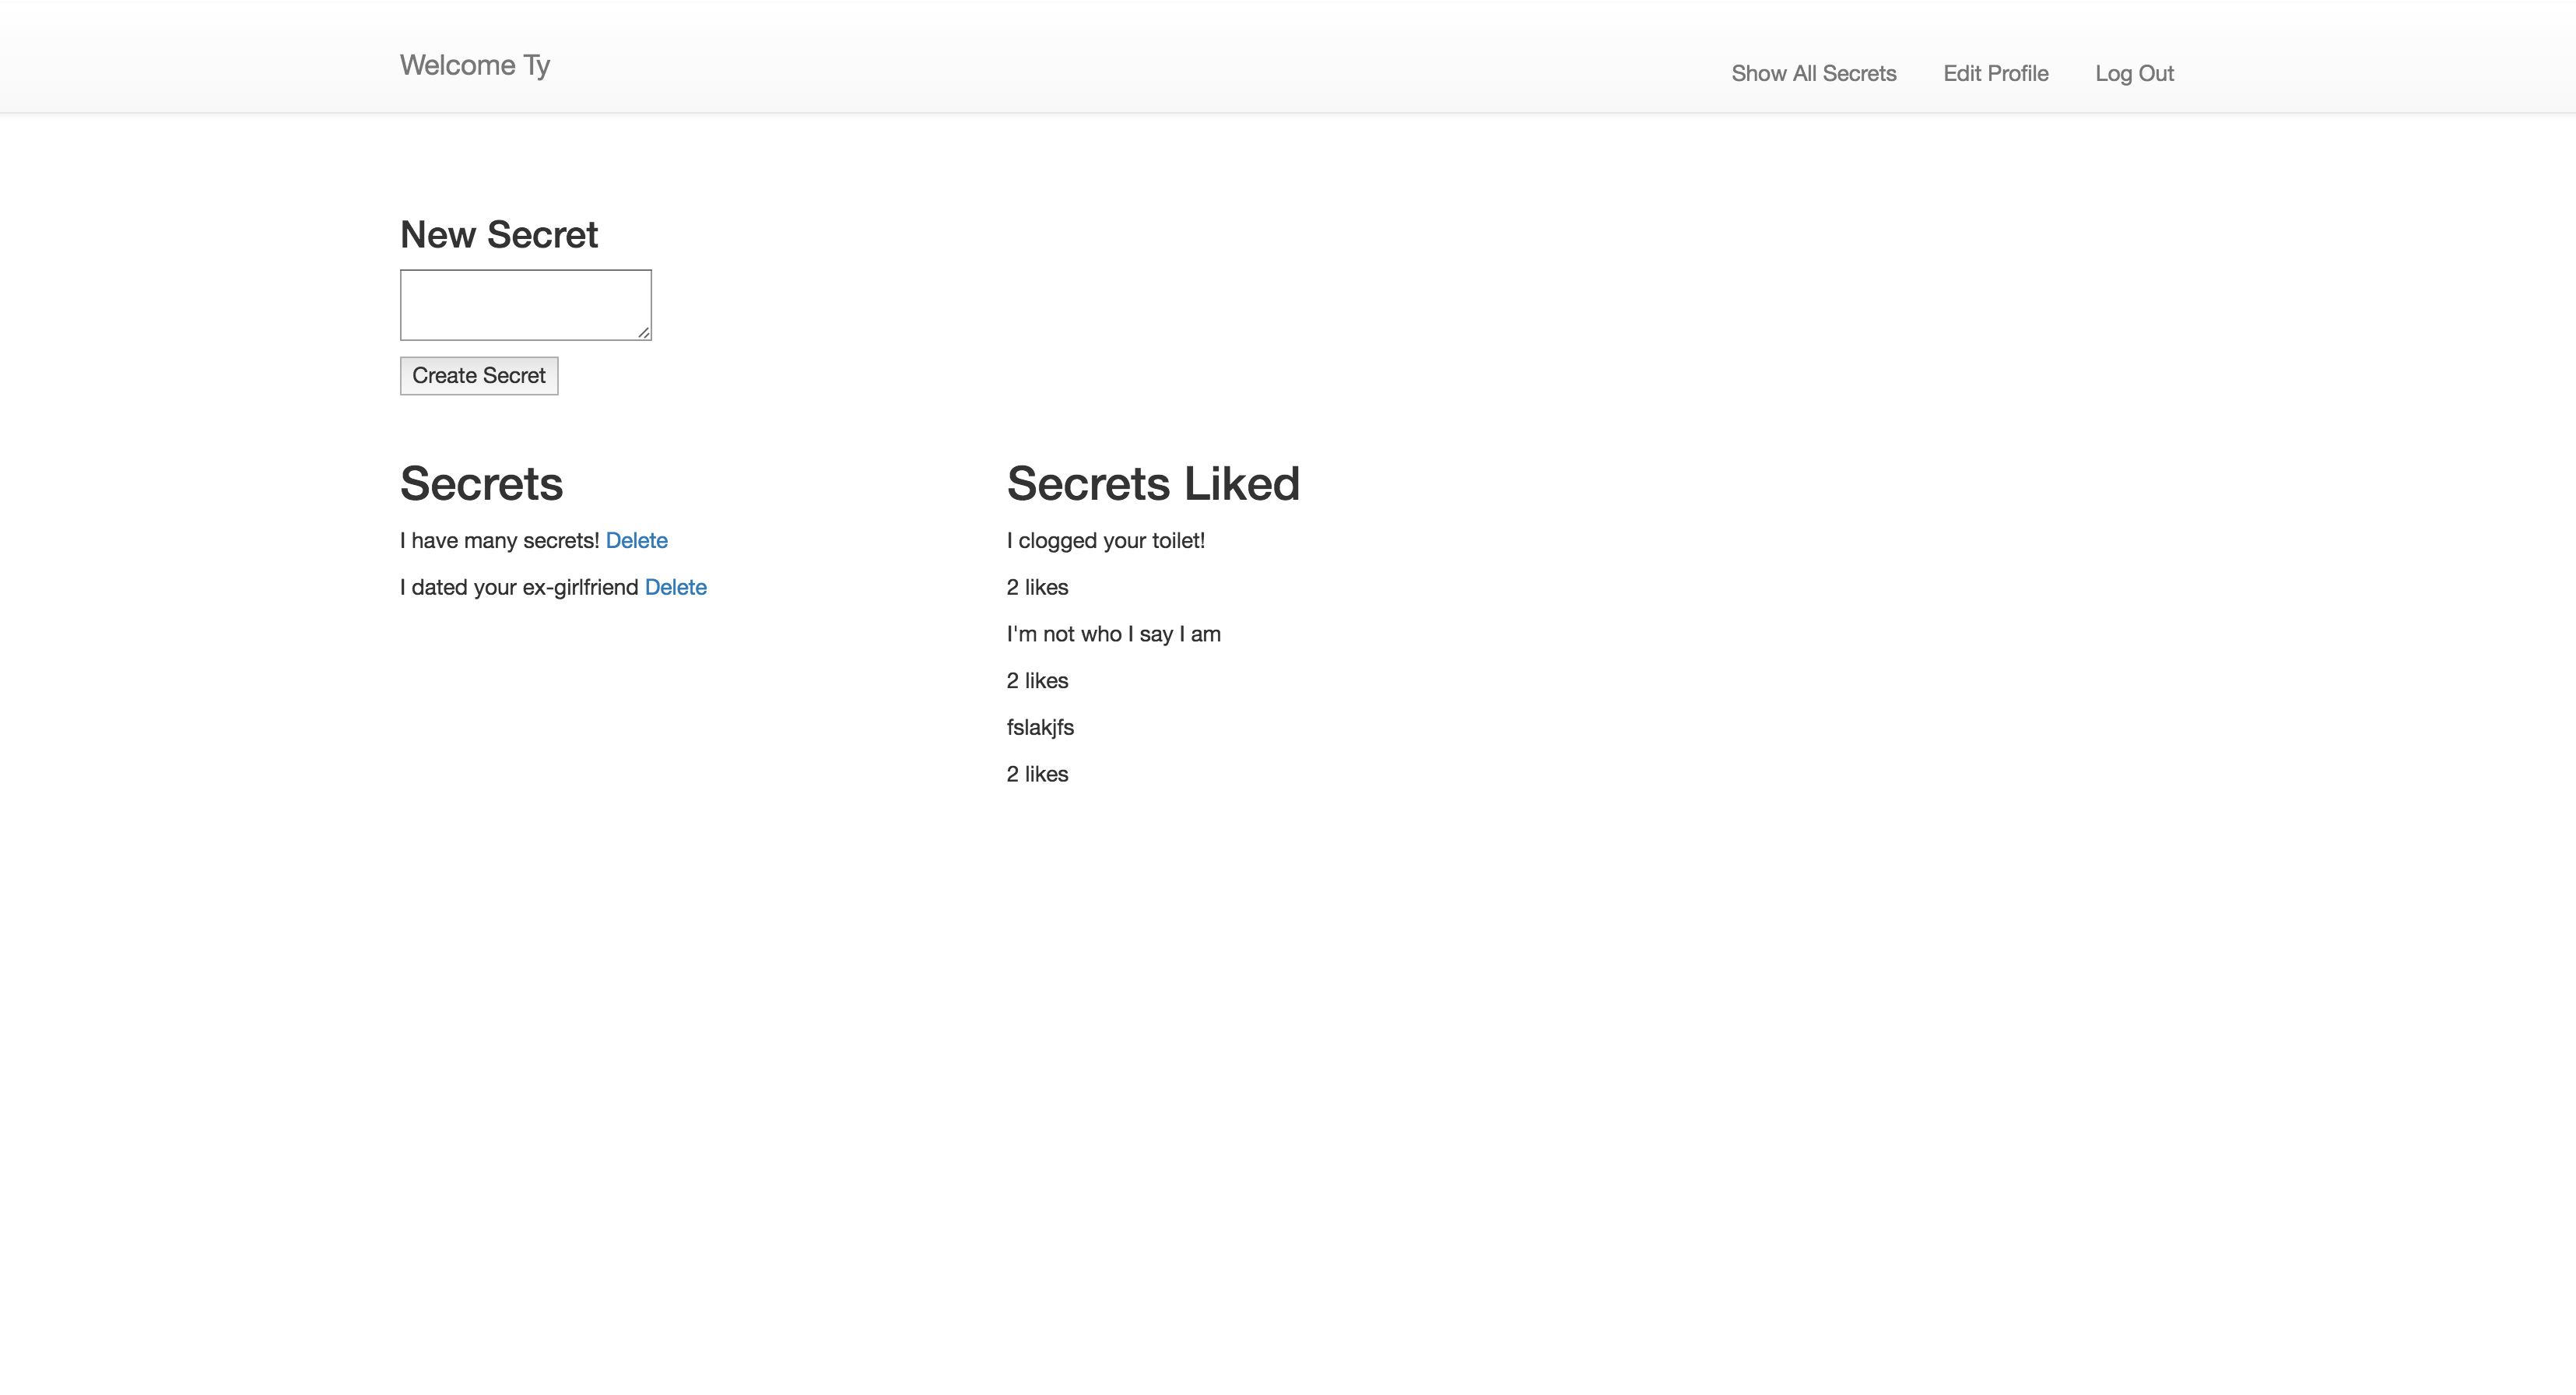 Welcome Ty
Show All Secrets Edit Profile Log Out
New Secret
Create Secret
Secrets
I have many secrets! Delete
I dated your ex-girlfriend Delete
Secrets Liked
I clogged your toilet!
2 likes
I'm not who I say I am
2 likes
fslakjfs
2 likes